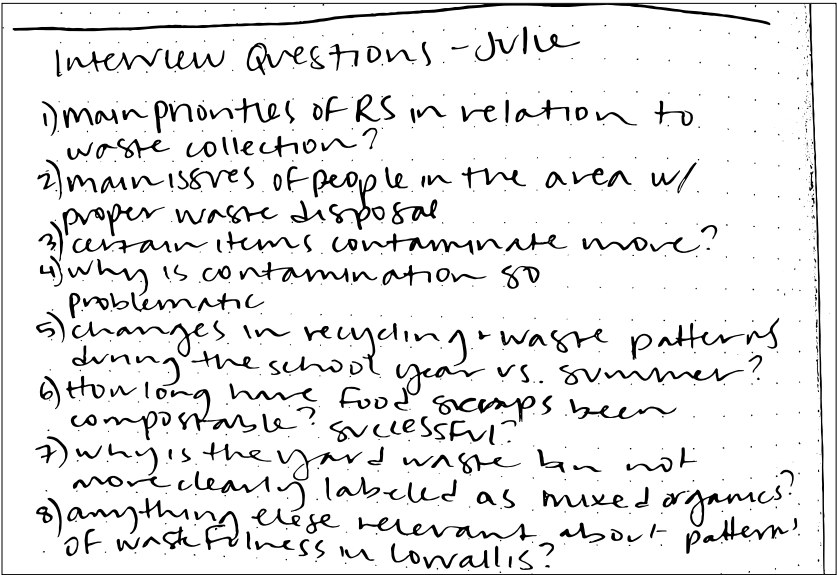 Interview Questions - Julie
1) main priorities of RS in relation to
waste collection?
2) main issues of people in the area w/
proper waste disposal
3) certain items contaminate more?
4) why is contamination so
problematic
5) changes in recycling + waste patterns
during the school year vs. summer?
6) How long have food scraps been
compostable? successful?
7) why is the yard waste bin not
more clearly labeled as mixed organics?
8) anything elese relevant about patterns
of wastefulness in Corvallis?